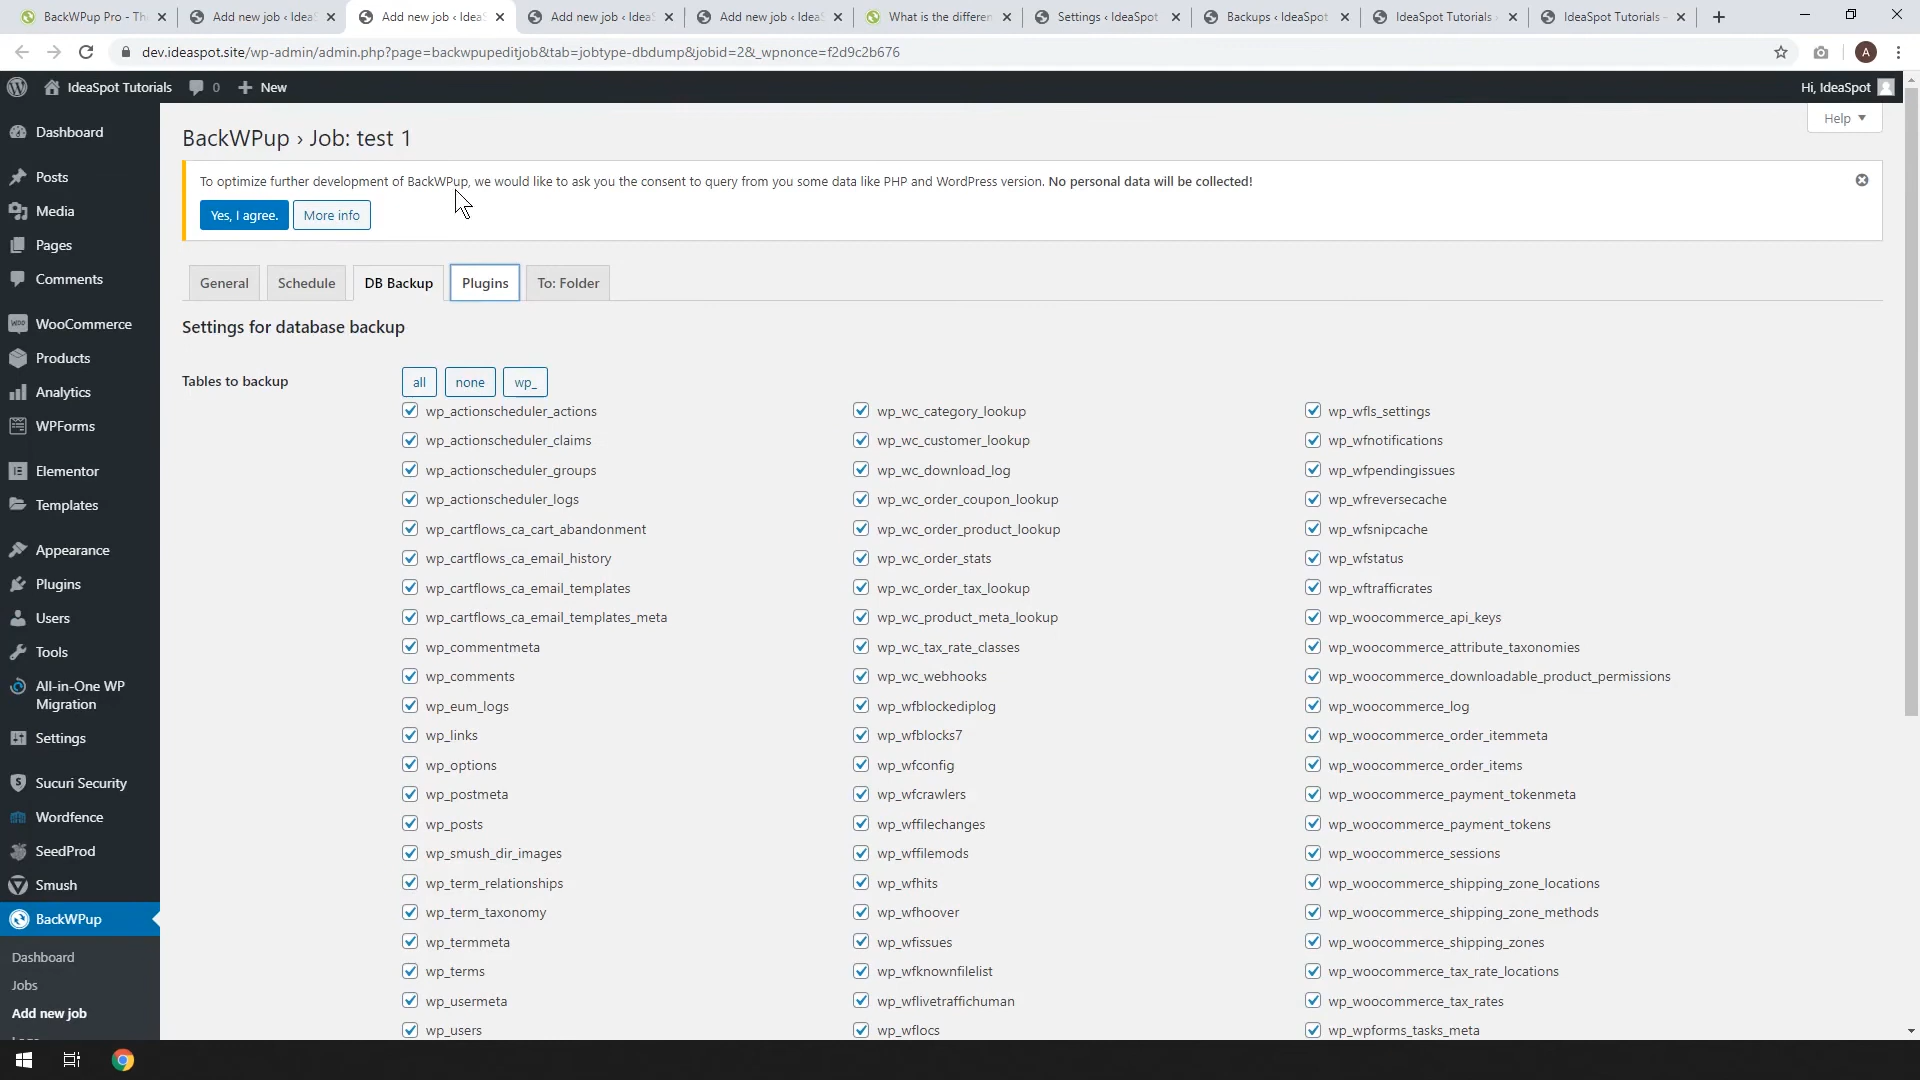 BackWPup Pro - Th
Add new job ‹ Idea
Add new job ‹ Idea
Add new job ‹ IdeaS
Add new job ‹ Idea
What is the differen
Settings ‹ IdeaSpot
Backups ‹ IdeaSpot
IdeaSpot Tutorials
IdeaSpot Tutorials -
dev.ideaspot.site/wp-admin/admin.php?page=backwpupeditjob&tab=jobtype-dbdump&jobid=2&_wpnonce=f2d9c2b676
A
IdeaSpot Tutorials
0
New
Hi, IdeaSpot
Help
Dashboard
Posts
Media
Pages
Comments
WooCommerce
Products
Analytics
WPForms
Elementor
Templates
Appearance
Plugins
Users
Tools
All-in-One WP
Migration
Settings
Sucuri Security
Wordfence
SeedProd
Smush
BackWPup
Dashboard
Jobs
Add new job
BackWPup › Job: test 1
To optimize further development of BackWPup, we would like to ask you the consent to query from you some data like PHP and WordPress version. No personal data will be collected!
Yes, I agree.
More info
General
Schedule
DB Backup
Plugins
To: Folder
Settings for database backup
Tables to backup
all
none
wp_
wp_actionscheduler_actions
wp_actionscheduler_claims
wp_actionscheduler_groups
wp_actionscheduler_logs
wp_cartflows_ca_cart_abandonment
wp_cartflows_ca_email_history
wp_cartflows_ca_email_templates
wp_cartflows_ca_email_templates_meta
wp_commentmeta
wp_comments
wp_eum_logs
wp_links
wp_options
wp_postmeta
wp_posts
wp_smush_dir_images
wp_term_relationships
wp_term_taxonomy
wp_termmeta
wp_terms
wp_usermeta
wp_users
wp_wc_category_lookup
wp_wc_customer_lookup
wp_wc_download_log
wp_wc_order_coupon_lookup
wp_wc_order_product_lookup
wp_wc_order_stats
wp_wc_order_tax_lookup
wp_wc_product_meta_lookup
wp_wc_tax_rate_classes
wp_wc_webhooks
wp_wfblockediplog
wp_wfblocks7
wp_wfconfig
wp_wfcrawlers
wp_wffilechanges
wp_wffilemods
wp_wfhits
wp_wfhoover
wp_wfissues
wp_wfknownfilelist
wp_wflivetraffichuman
wp_wflocs
wp_wfls_settings
wp_wfnotifications
wp_wfpendingissues
wp_wfreversecache
wp_wfsnipcache
wp_wfstatus
wp_wftrafficrates
wp_woocommerce_api_keys
wp_woocommerce_attribute_taxonomies
wp_woocommerce_downloadable_product_permissions
wp_woocommerce_log
wp_woocommerce_order_itemmeta
wp_woocommerce_order_items
wp_woocommerce_payment_tokenmeta
wp_woocommerce_payment_tokens
wp_woocommerce_sessions
wp_woocommerce_shipping_zone_locations
wp_woocommerce_shipping_zone_methods
wp_woocommerce_shipping_zones
wp_woocommerce_tax_rate_locations
wp_woocommerce_tax_rates
wp_wpforms_tasks_meta